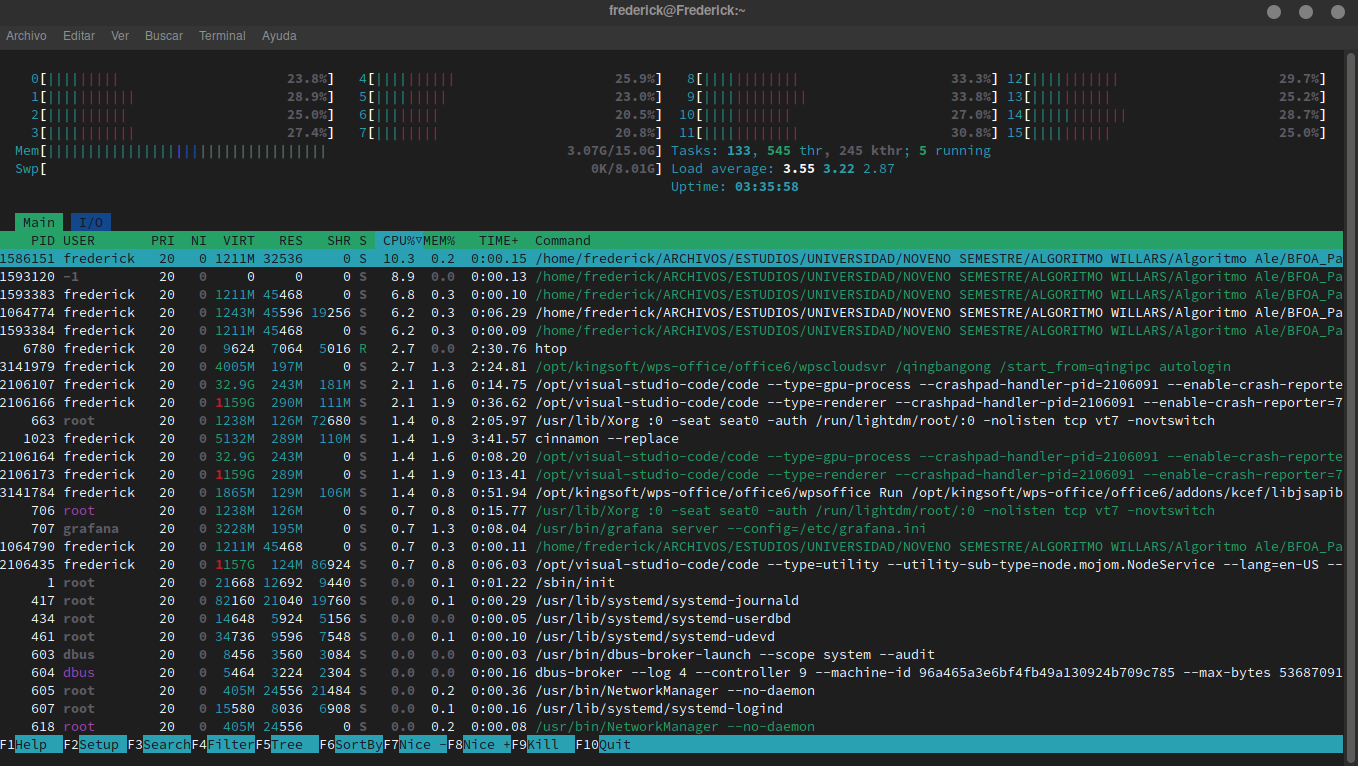 frederick@Frederick:~
Archivo Editar Ver Buscar Terminal Ayuda
0[|||||||||23.8%] 4[||||||||||25.9%] 8[||||||||||||33.3%] 12[|||||||||||29.7%]
1[|||||||||||28.9%] 5[|||||||||23.0%] 9[|||||||||||||33.8%] 13[||||||||||25.2%]
2[||||||||||25.0%] 6[||||||||20.5%] 10[|||||||||||27.0%] 14[||||||||||||28.7%]
3[|||||||||||27.4%] 7[||||||||20.8%] 11[||||||||||||30.8%] 15[||||||||||25.0%]
Mem[|||||||||||||||||||||||||||||||||||3.07G/15.0G] Tasks: 133, 545 thr, 245 kthr; 5 running
Swp[0K/8.01G] Load average: 3.55 3.22 2.87
Uptime: 03:35:58
Main I/O
PID USER PRI NI VIRT RES SHR S CPU%▽MEM% TIME+ Command
1586151 frederick 20 0 1211M 32536 0 S 10.3 0.2 0:00.15 /home/frederick/ARCHIVOS/ESTUDIOS/UNIVERSIDAD/NOVENO SEMESTRE/ALGORITMO WILLARS/Algoritmo Ale/BFOA_Pa
1593120 -1 20 0 0 0 0 S 8.9 0.0 0:00.13 /home/frederick/ARCHIVOS/ESTUDIOS/UNIVERSIDAD/NOVENO SEMESTRE/ALGORITMO WILLARS/Algoritmo Ale/BFOA_Pa
1593383 frederick 20 0 1211M 45468 0 S 6.8 0.3 0:00.10 /home/frederick/ARCHIVOS/ESTUDIOS/UNIVERSIDAD/NOVENO SEMESTRE/ALGORITMO WILLARS/Algoritmo Ale/BFOA_Pa
1064774 frederick 20 0 1243M 45596 19256 S 6.2 0.3 0:06.29 /home/frederick/ARCHIVOS/ESTUDIOS/UNIVERSIDAD/NOVENO SEMESTRE/ALGORITMO WILLARS/Algoritmo Ale/BFOA_Pa
1593384 frederick 20 0 1211M 45468 0 S 6.2 0.3 0:00.09 /home/frederick/ARCHIVOS/ESTUDIOS/UNIVERSIDAD/NOVENO SEMESTRE/ALGORITMO WILLARS/Algoritmo Ale/BFOA_Pa
6780 frederick 20 0 9624 7064 5016 R 2.7 0.0 2:30.76 htop
3141979 frederick 20 0 4005M 197M 0 S 2.7 1.3 2:24.81 /opt/kingsoft/wps-office/office6/wpscloudsvr /qingbangong /start_from=qingipc autologin
2106107 frederick 20 0 32.9G 243M 181M S 2.1 1.6 0:14.75 /opt/visual-studio-code/code --type=gpu-process --crashpad-handler-pid=2106091 --enable-crash-reporte
2106166 frederick 20 0 1159G 290M 111M S 2.1 1.9 0:36.62 /opt/visual-studio-code/code --type=renderer --crashpad-handler-pid=2106091 --enable-crash-reporter=7
663 root 20 0 1238M 126M 72680 S 1.4 0.8 2:05.97 /usr/lib/Xorg :0 -seat seat0 -auth /run/lightdm/root/:0 -nolisten tcp vt7 -novtswitch
1023 frederick 20 0 5132M 289M 110M S 1.4 1.9 3:41.57 cinnamon --replace
2106164 frederick 20 0 32.9G 243M 0 S 1.4 1.6 0:08.20 /opt/visual-studio-code/code --type=gpu-process --crashpad-handler-pid=2106091 --enable-crash-reporte
2106173 frederick 20 0 1159G 289M 0 S 1.4 1.9 0:13.41 /opt/visual-studio-code/code --type=renderer --crashpad-handler-pid=2106091 --enable-crash-reporter=7
3141784 frederick 20 0 1865M 129M 106M S 1.4 0.8 0:51.94 /opt/kingsoft/wps-office/office6/wpsoffice Run /opt/kingsoft/wps-office/office6/addons/kcef/libjsapib
706 root 20 0 1238M 126M 0 S 0.7 0.8 0:15.77 /usr/lib/Xorg :0 -seat seat0 -auth /run/lightdm/root/:0 -nolisten tcp vt7 -novtswitch
707 grafana 20 0 3228M 195M 0 S 0.7 1.3 0:08.04 /usr/bin/grafana server --config=/etc/grafana.ini
1064790 frederick 20 0 1211M 45468 0 S 0.7 0.3 0:00.11 /home/frederick/ARCHIVOS/ESTUDIOS/UNIVERSIDAD/NOVENO SEMESTRE/ALGORITMO WILLARS/Algoritmo Ale/BFOA_Pa
2106435 frederick 20 0 1157G 124M 86924 S 0.7 0.8 0:06.03 /opt/visual-studio-code/code --type=utility --utility-sub-type=node.mojom.NodeService --lang=en-US --
1 root 20 0 21668 12692 9440 S 0.0 0.1 0:01.22 /sbin/init
417 root 20 0 82160 21040 19760 S 0.0 0.1 0:00.29 /usr/lib/systemd/systemd-journald
434 root 20 0 14648 5924 5156 S 0.0 0.0 0:00.05 /usr/lib/systemd/systemd-userdbd
461 root 20 0 34736 9596 7548 S 0.0 0.1 0:00.10 /usr/lib/systemd/systemd-udevd
603 dbus 20 0 8456 3560 3084 S 0.0 0.0 0:00.03 /usr/bin/dbus-broker-launch --scope system --audit
604 dbus 20 0 5464 3224 2304 S 0.0 0.0 0:00.16 dbus-broker --log 4 --controller 9 --machine-id 96a465a3e6bf4fb49a130924b709c785 --max-bytes 53687091
605 root 20 0 405M 24556 21484 S 0.0 0.2 0:00.36 /usr/bin/NetworkManager --no-daemon
607 root 20 0 15580 8036 6908 S 0.0 0.1 0:00.16 /usr/lib/systemd/systemd-logind
618 root 20 0 405M 24556 0 S 0.0 0.2 0:00.08 /usr/bin/NetworkManager --no-daemon
F1Help F2Setup F3SearchF4FilterF5Tree F6SortByF7Nice -F8Nice +F9Kill F10Quit